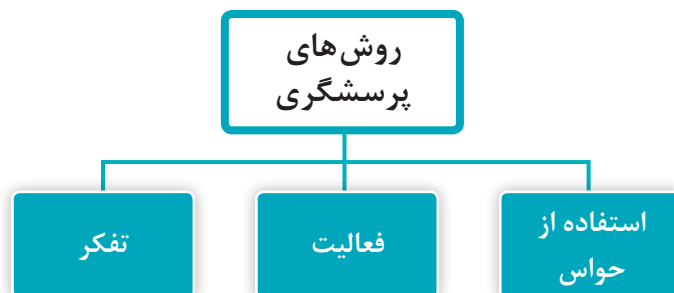 روش‌های
پرسشگری
استفاده از
حواس
فعالیت
تفکر